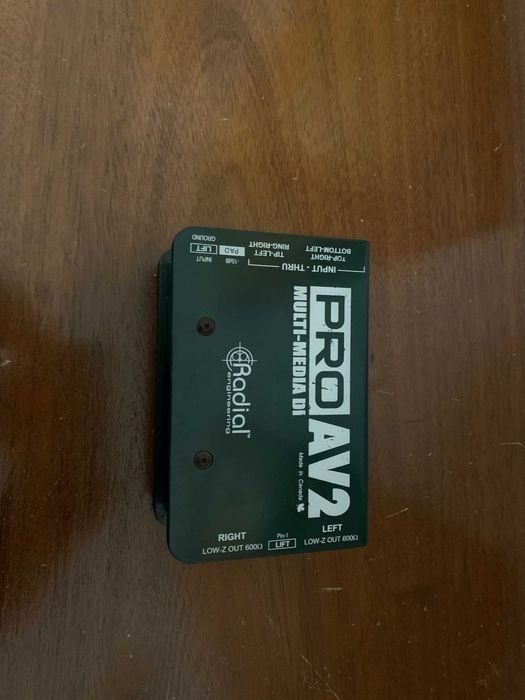 PRO AV2
MULTI-MEDIA DI
Radial™
engineering
Made in Canada
INPUT - THRU
TOP-RIGHT
BOTTOM-LEFT
TIP-LEFT
RING-RIGHT
-15dB
PAD
INPUT
LIFT
GROUND
LEFT
LOW-Z OUT 600Ω
Pin-1
LIFT
RIGHT
LOW-Z OUT 600Ω